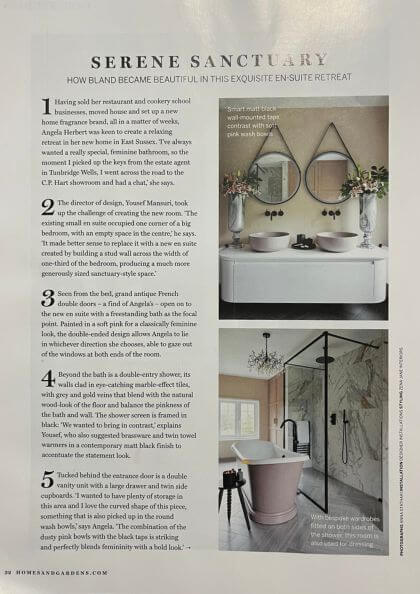 SERENE SANCTUARY
HOW BLAND BECAME BEAUTIFUL IN THIS EXQUISITE EN-SUITE RETREAT
1 Having sold her restaurant and cookery school
businesses, moved house and set up a new
home fragrance brand, all in a matter of weeks,
Angela Herbert was keen to create a relaxing
retreat in her new home in East Sussex. 'I've always
wanted a really special, feminine bathroom, so the
moment I picked up the keys from the estate agent
in Tunbridge Wells, I went across the road to the
C.P. Hart showroom and had a chat,' she says.
2 The director of design, Yousef Mansuri, took
up the challenge of creating the new room. 'The
existing small en suite occupied one corner of a big
bedroom, with an empty space in the centre,' he says.
'It made better sense to replace it with a new en suite
created by building a stud wall across the width of
one-third of the bedroom, producing a much more
generously sized sanctuary-style space.'
3 Seen from the bed, grand antique French
double doors – a find of Angela's – open on to
the new en suite with a freestanding bath as the focal
point. Painted in a soft pink for a classically feminine
look, the double-ended design allows Angela to lie
in whichever direction she chooses, able to gaze out
of the windows at both ends of the room.
4 Beyond the bath is a double-entry shower, its
walls clad in eye-catching marble-effect tiles,
with grey and gold veins that blend with the natural
wood-look of the floor and balance the pinkness
of the bath and wall. The shower screen is framed in
black: 'We wanted to bring in contrast,' explains
Yousef, who also suggested brassware and twin towel
warmers in a contemporary matt black finish to
accentuate the statement look.
5 Tucked behind the entrance door is a double
vanity unit with a large drawer and twin side
cupboards. 'I wanted to have plenty of storage in
this area and I love the curved shape of this piece,
something that is also picked up in the round
wash bowls,' says Angela. 'The combination of the
dusty pink bowls with the black taps is striking
and perfectly blends femininity with a bold look.' →
Smart matt black
wall-mounted taps
contrast with soft
pink wash bowls
With bespoke wardrobes
fitted on both sides of
the shower, this room is
also used for dressing
PHOTOGRAPHS ANNA STATHAKI INSTALLATION DESIGNER INSTALLATIONS STYLING ZENA JANE INTERIORS
HOMESANDGARDENS.COM